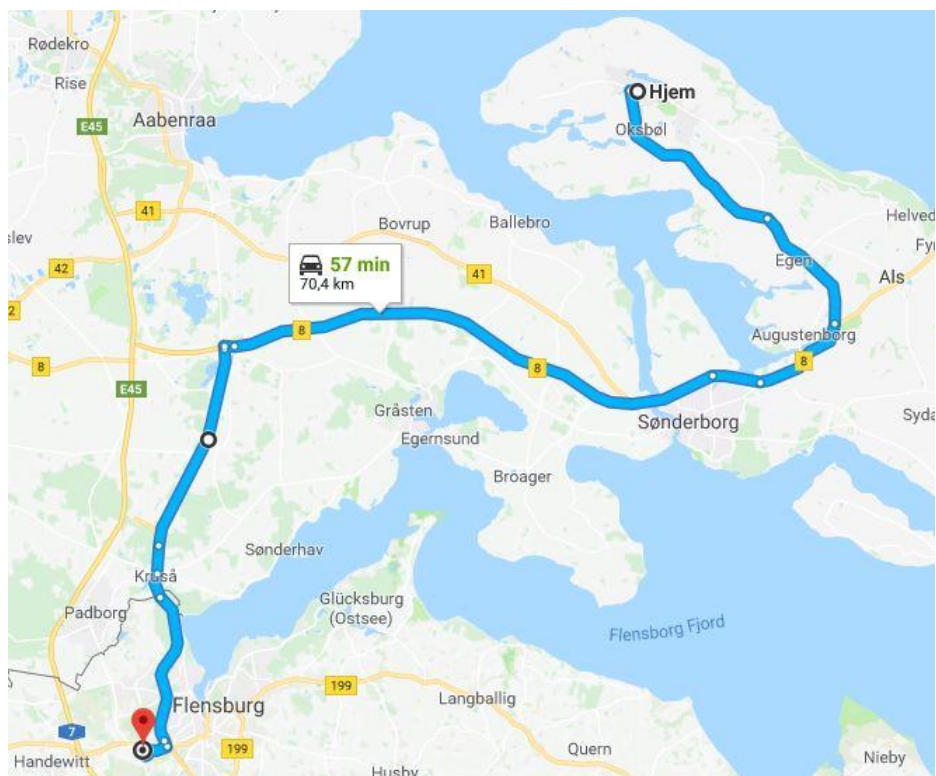 Rødekro
Rise
Aabenraa
E45
Hjem
Oksbøl
41
Bovrup
Ballebro
Helved
Fyn
slev
42
57 min
70,4 km
41
Egen
Als
2
8
8
Augustenborg
8
8
E45
Gråsten
Egernsund
Sønderborg
Syda
Broager
Sønderhav
Kruså
Padborg
Glücksburg
(Ostsee)
Flensborg Fjord
199
Langballig
Flensburg
7
199
Handewitt
Quern
Nieby
Husby